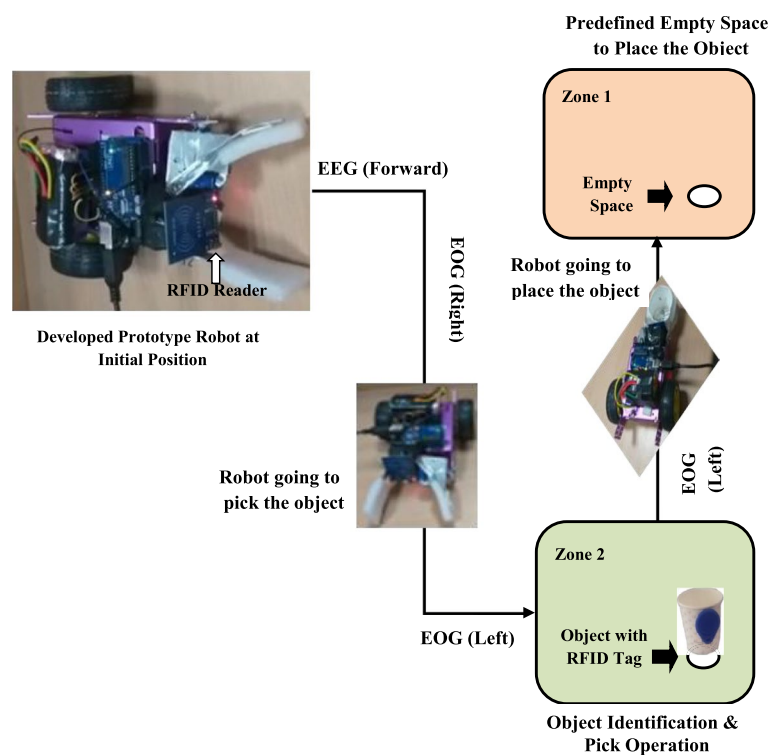 Predefined Empty Space
to Place the Object
Zone 1
EEG (Forward)
Empty
Space
EOG (Right)
RFID Reader
Robot going to
place the object
Developed Prototype Robot at
Initial Position
Robot going to
pick the object
EOG
(Left)
Zone 2
EOG (Left)
Object with
RFID Tag
Object Identification &
Pick Operation